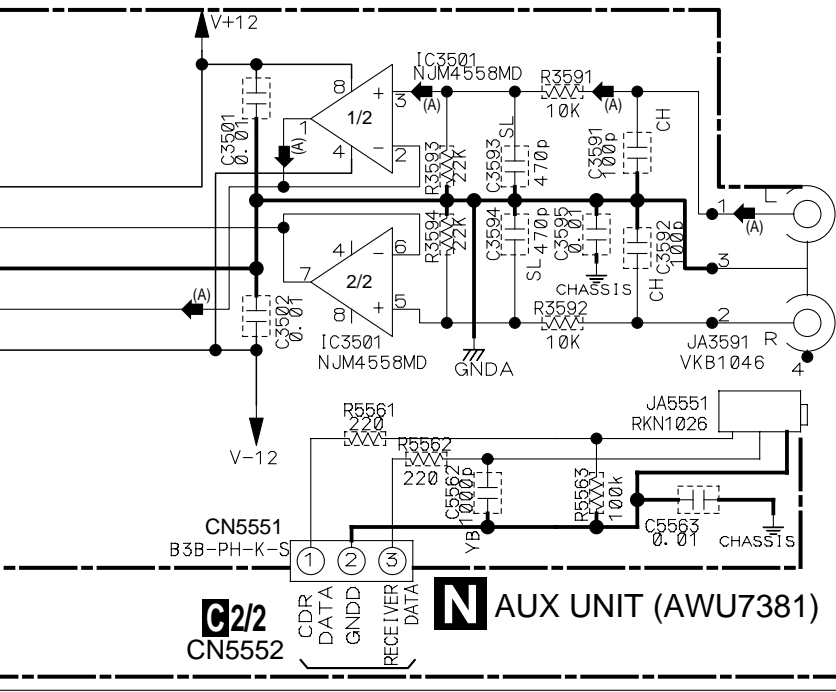 V+12
IC3501
NJM4558MD
R3591
10K
8
3
(A)
1/2
1
4
2
(A)
(A)
C3501
0.01
R3593
22K
C3593
470p
SL
C3591
100p
CH
L
1
(A)
R3594
22K
C3594
470p
SL
C3595
0.01
CHASSIS
C3592
100p
CH
3
4
6
7
2/2
5
8
(A)
C3502
0.01
IC3501
NJM4558MD
R3592
10K
GNDA
2
R
JA3591
VKB1046
4
V-12
R5561
220
R5562
220
JA5551
RKN1026
C5562
1000p
YB
R5563
100k
C5563
0.01
CHASSIS
CN5551
B3B-PH-K-S
1
2
3
CDR
DATA
GNDD
RECEIVER
DATA
C 2/2
CN5552
N AUX UNIT (AWU7381)